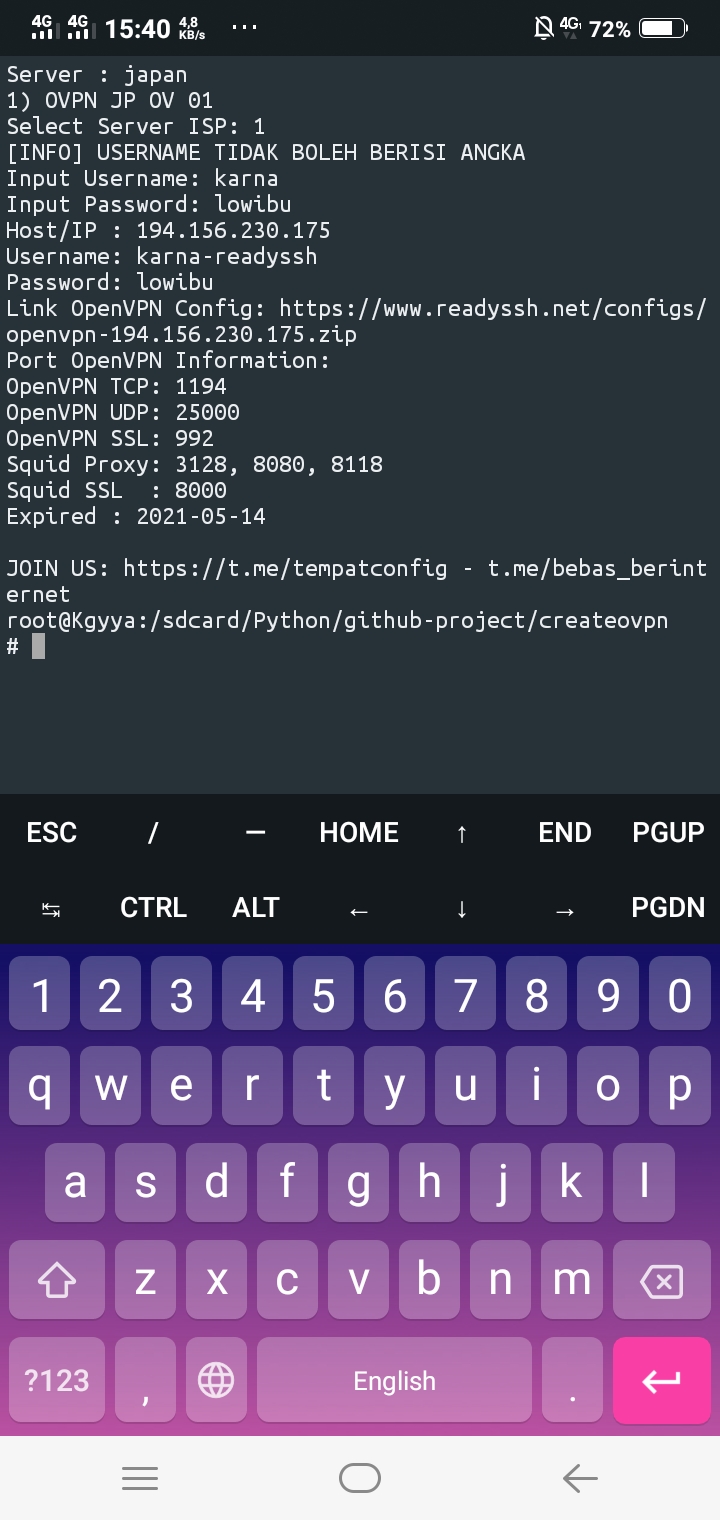 4G 4G 15:40 4,8 KB/s ... 4G 72%
Server : japan
1) OVPN JP OV 01
Select Server ISP: 1
[INFO] USERNAME TIDAK BOLEH BERISI ANGKA
Input Username: karna
Input Password: lowibu
Host/IP : 194.156.230.175
Username: karna-readyssh
Password: lowibu
Link OpenVPN Config: https://www.readyssh.net/configs/
openvpn-194.156.230.175.zip
Port OpenVPN Information:
OpenVPN TCP: 1194
OpenVPN UDP: 25000
OpenVPN SSL: 992
Squid Proxy: 3128, 8080, 8118
Squid SSL  : 8000
Expired : 2021-05-14
JOIN US: https://t.me/tempatconfig - t.me/bebas_berint
ernet
root@Kgyya:/sdcard/Python/github-project/createovpn
#
ESC / — HOME ↑ END PGUP
↹ CTRL ALT ← ↓ → PGDN
1 2 3 4 5 6 7 8 9 0
q w e r t y u i o p
a s d f g h j k l
z x c v b n m
?123 , English .